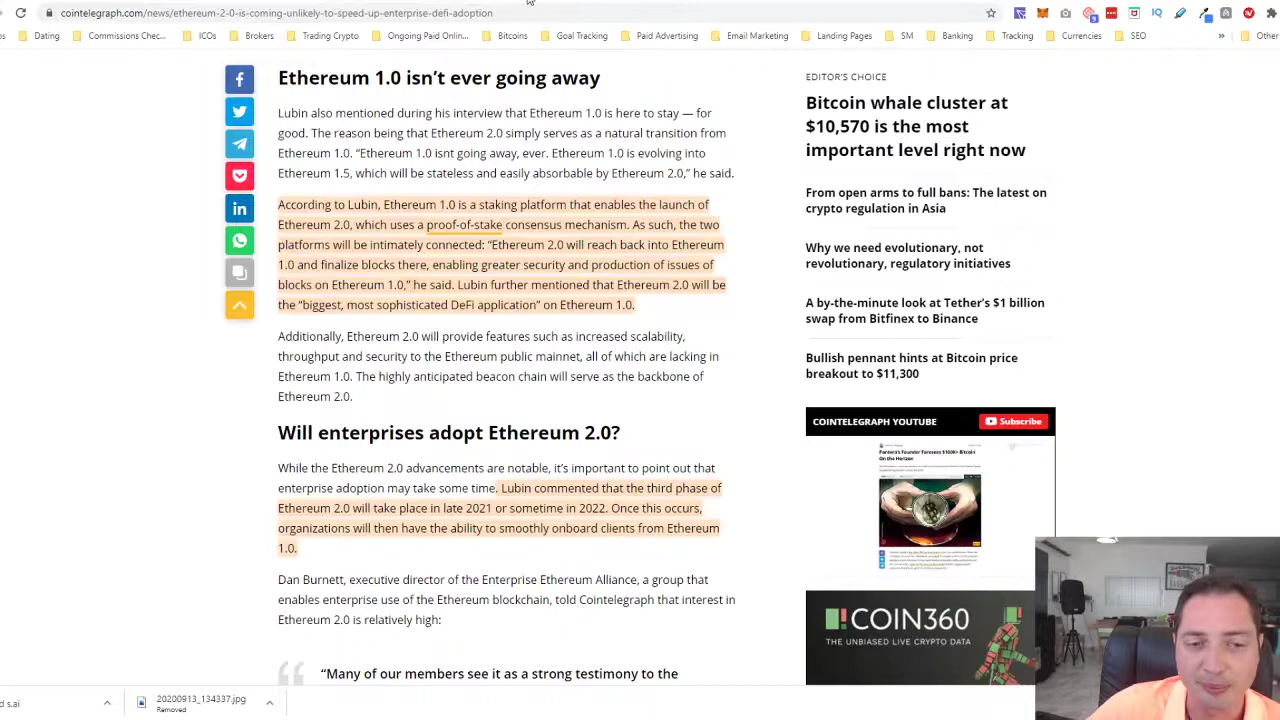 cointelegraph.com/news/ethereum-2-0-is-coming-unlikely-to-speed-up-enterprise-defi-adoption
Dating
Commissions Chec...
ICOs
Brokers
Trading Crypto
Ongoing Paid Onlin...
Bitcoins
Goal Tracking
Paid Advertising
Email Marketing
Landing Pages
SM
Banking
Tracking
Currencies
SEO
»
Other
Ethereum 1.0 isn’t ever going away
Lubin also mentioned during his interview that Ethereum 1.0 is here to stay — for
good. The reason being that Ethereum 2.0 simply serves as a natural transition from
Ethereum 1.0. “Ethereum 1.0 isnt going away, ever. Ethereum 1.0 is evolving into
Ethereum 1.5, which will be stateless and easily absorbable by Ethereum 2.0,” he said.
According to Lubin, Ethereum 1.0 is a staking platform that enables the launch of
Ethereum 2.0, which uses a proof-of-stake consensus mechanism. As such, the two
platforms will be intimately connected: “Ethereum 2.0 will reach back into Ethereum
1.0 and finalize blocks there, enabling greater security and production of issues of
blocks on Ethereum 1.0,” he said. Lubin further mentioned that Ethereum 2.0 will be
the “biggest, most sophisticated DeFi application” on Ethereum 1.0.
Additionally, Ethereum 2.0 will provide features such as increased scalability,
throughput and security to the Ethereum public mainnet, all of which are lacking in
Ethereum 1.0. The highly anticipated beacon chain will serve as the backbone of
Ethereum 2.0.
Will enterprises adopt Ethereum 2.0?
While the Ethereum 2.0 advancements are notable, it’s important to point out that
enterprise adoption may take some time. Lubin mentioned that the third phase of
Ethereum 2.0 will take place in late 2021 or sometime in 2022. Once this occurs,
organizations will then have the ability to smoothly onboard clients from Ethereum
1.0.
Dan Burnett, executive director of the Enterprise Ethereum Alliance, a group that
enables enterprise use of the Ethereum blockchain, told Cointelegraph that interest in
Ethereum 2.0 is relatively high:
“Many of our members see it as a strong testimony to the
EDITOR’S CHOICE
Bitcoin whale cluster at
$10,570 is the most
important level right now
From open arms to full bans: The latest on
crypto regulation in Asia
Why we need evolutionary, not
revolutionary, regulatory initiatives
A by-the-minute look at Tether’s $1 billion
swap from Bitfinex to Binance
Bullish pennant hints at Bitcoin price
breakout to $11,300
COINTELEGRAPH YOUTUBE
Subscribe
Pantera's Founder Foresees $100K+ Bitcoin
On the Horizon
COIN360
THE UNBIASED LIVE CRYPTO DATA
d s.ai
20200913_134337.jpg
Removed